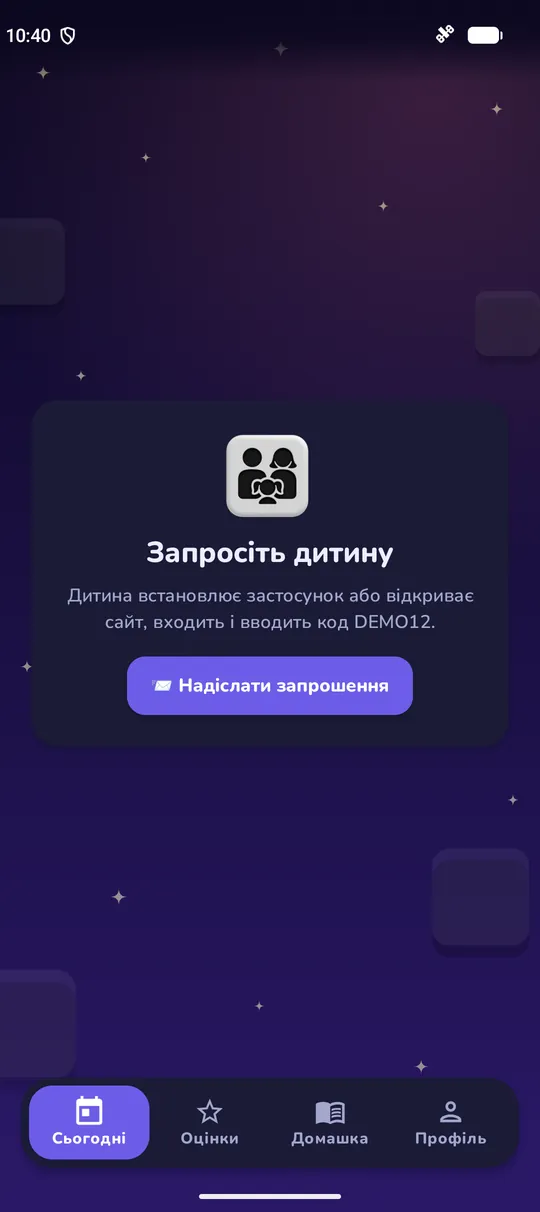 10:40
Запросіть дитину
Дитина встановлює застосунок або відкриває
сайт, входить і вводить код DEMO12.
Надіслати запрошення
Сьогодні Оцінки Домашка Профіль